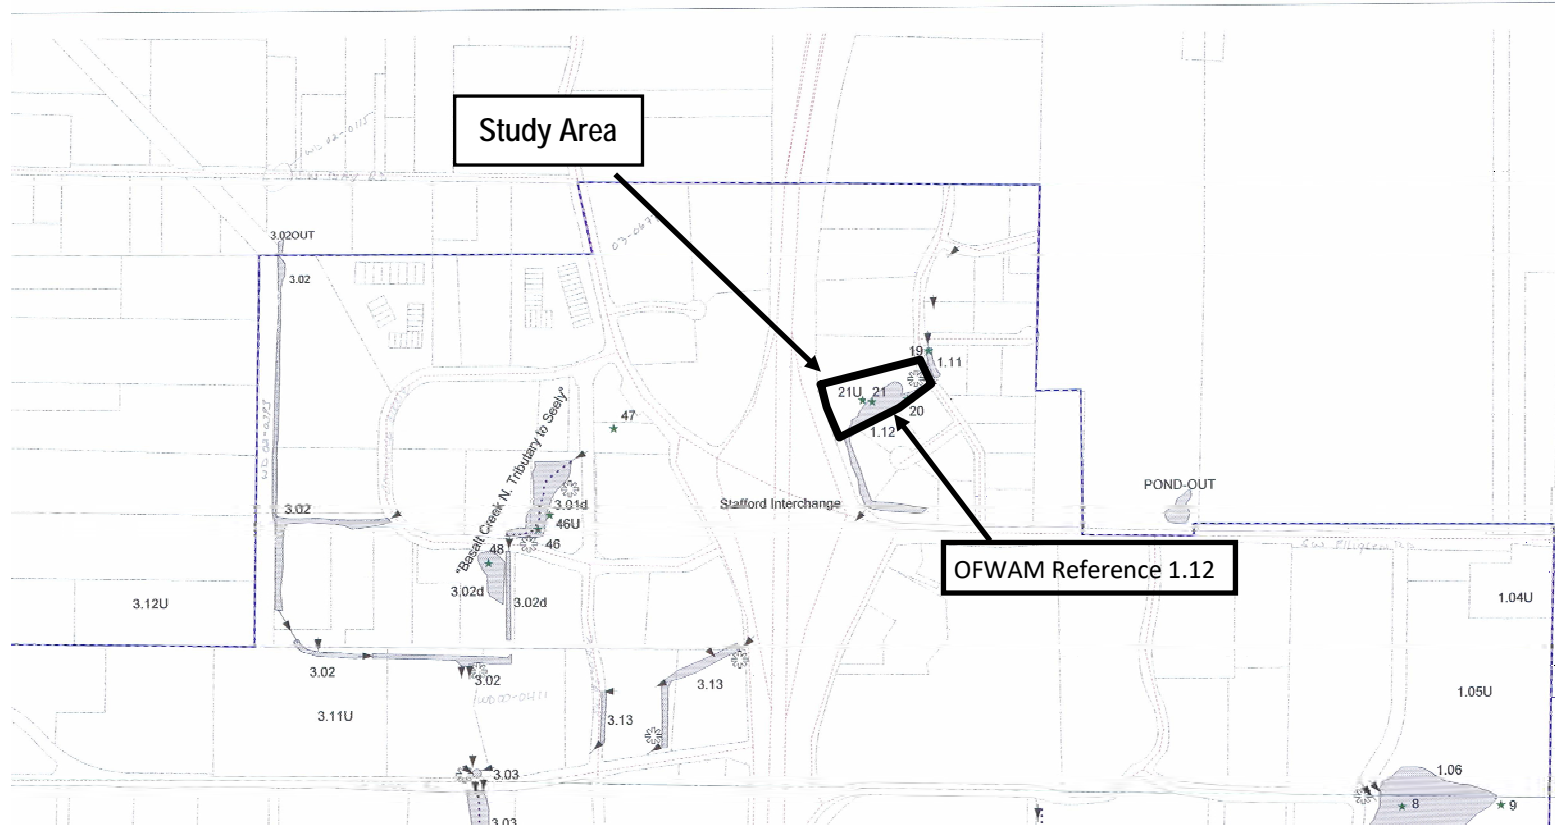 Study Area
3.02OUT
3.02
19
1.11
21U
21
20
1.12
47
"Basalt Creek N. Tributary to Seely"
3.01d
46U
46
48
3.02d
3.02d
3.02
Stafford Interchange
POND-OUT
OFWAM Reference 1.12
3.12U
1.04U
3.02
3.02
3.13
3.13
3.11U
1.05U
3.03
1.06
8
9
3.03